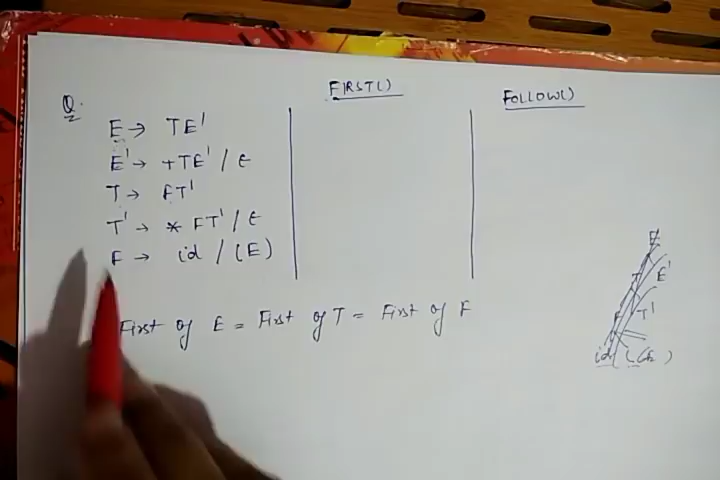 Q.
FIRST()
FOLLOW()
E → TE'
E' → +TE' / ε
T → FT'
T' → * FT' / ε
F → id / (E)
First of E = First of T = First of F
E
T E'
F T'
id ( E )